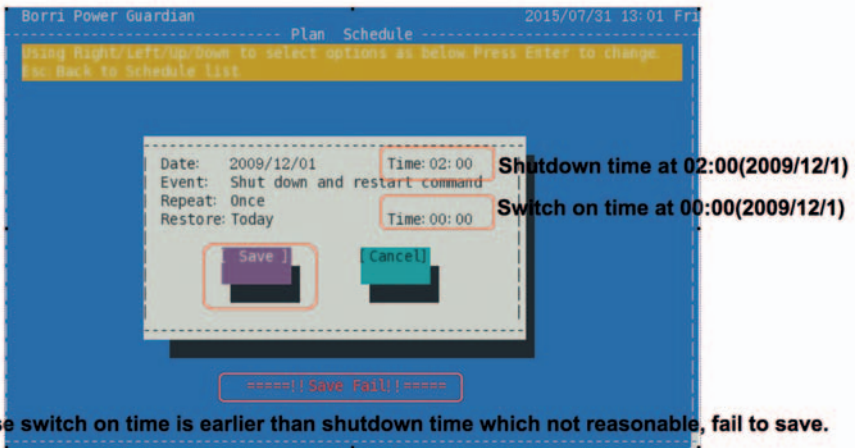 Borri Power Guardian 2015/07/31 13:01 Fri
Plan Schedule
Using Right/Left/Up/Down to select options as below Press Enter to change.
Esc:Back to Schedule list
Date: 2009/12/01 Time:02:00 Shutdown time at 02:00(2009/12/1)
Event: Shut down and restart command
Repeat: Once
Restore: Today Time:00:00 Switch on time at 00:00(2009/12/1)
[ Save ] [Cancel]
=====!!Save Fail!!=====
switch on time is earlier than shutdown time which not reasonable, fail to save.